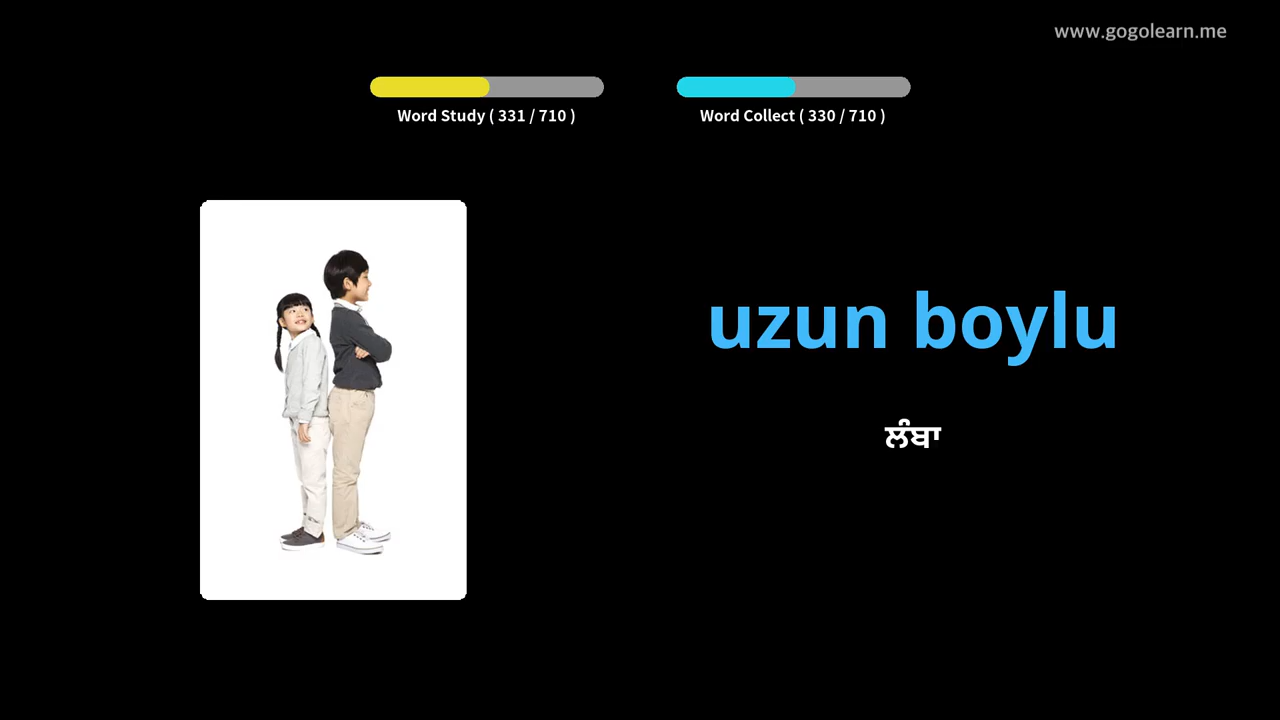 www.gogolearn.me
Word Study ( 331 / 710 )
Word Collect ( 330 / 710 )
uzun boylu
ਲੰਬਾ